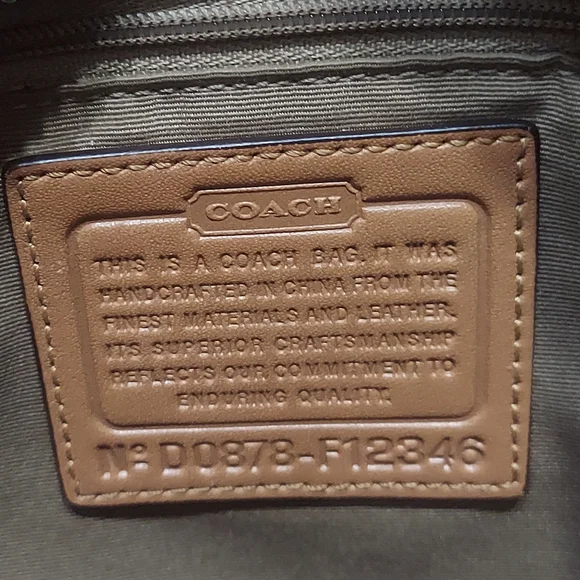 COACH
THIS IS A COACH BAG. IT WAS
HANDCRAFTED IN CHINA FROM THE
FINEST MATERIALS AND LEATHER.
ITS SUPERIOR CRAFTSMANSHIP
REFLECTS OUR COMMITMENT TO
ENDURING QUALITY.
Nº D0878-F12346